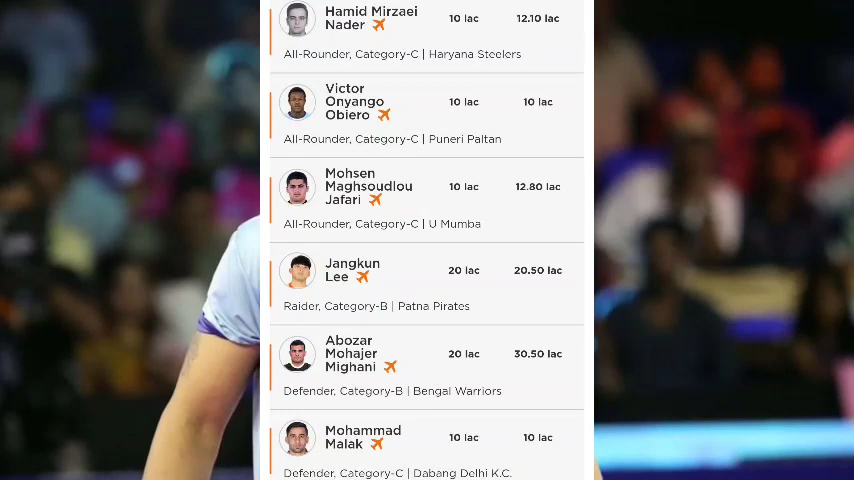 Hamid Mirzaei
Nader
10 lac
12.10 lac
All-Rounder, Category-C | Haryana Steelers
Victor
Onyango
Obiero
10 lac
10 lac
All-Rounder, Category-C | Puneri Paltan
Mohsen
Maghsoudlou
Jafari
10 lac
12.80 lac
All-Rounder, Category-C | U Mumba
Jangkun
Lee
20 lac
20.50 lac
Raider, Category-B | Patna Pirates
Abozar
Mohajer
Mighani
20 lac
30.50 lac
Defender, Category-B | Bengal Warriors
Mohammad
Malak
10 lac
10 lac
Defender, Category-C | Dabang Delhi K.C.